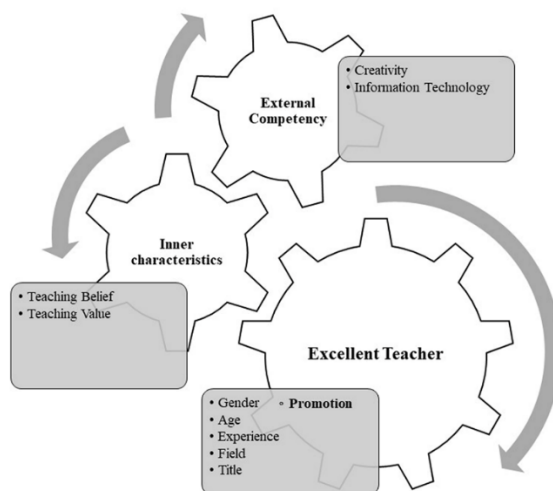 External
Competency
• Creativity
• Information Technology
Inner
characteristics
• Teaching Belief
• Teaching Value
Excellent Teacher
• Gender ◦ Promotion
• Age
• Experience
• Field
• Title